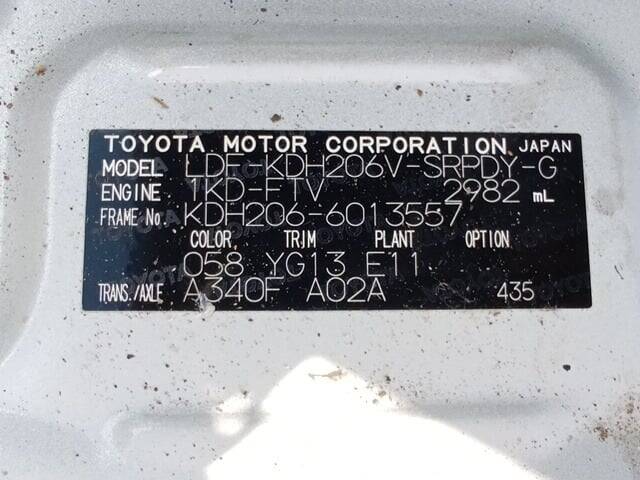 TOYOTA MOTOR CORPORATION JAPAN
MODEL LDF-KDH206V-SRPDY-G
ENGINE 1KD-FTV 2982 mL
FRAME No. KDH206-6013557
COLOR TRIM PLANT OPTION
058 YG13 E11
TRANS./AXLE A340F A02A 435